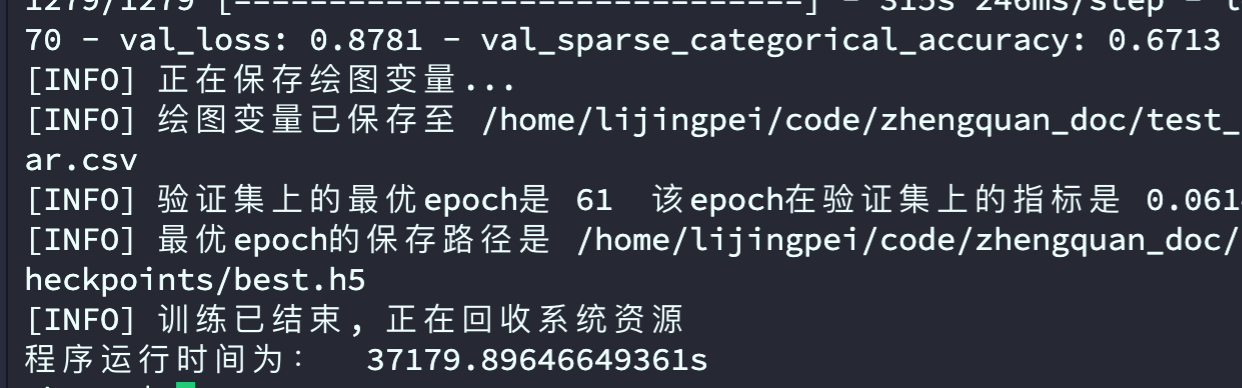 1279/1279 [==============================] - 315s 246ms/step - l
70 - val_loss: 0.8781 - val_sparse_categorical_accuracy: 0.6713
[INFO] 正在保存绘图变量...
[INFO] 绘图变量已保存至 /home/lijingpei/code/zhengquan_doc/test_
ar.csv
[INFO] 验证集上的最优epoch是 61 该epoch在验证集上的指标是 0.061
[INFO] 最优epoch的保存路径是 /home/lijingpei/code/zhengquan_doc/
heckpoints/best.h5
[INFO] 训练已结束, 正在回收系统资源
程序运行时间为: 37179.89646649361s